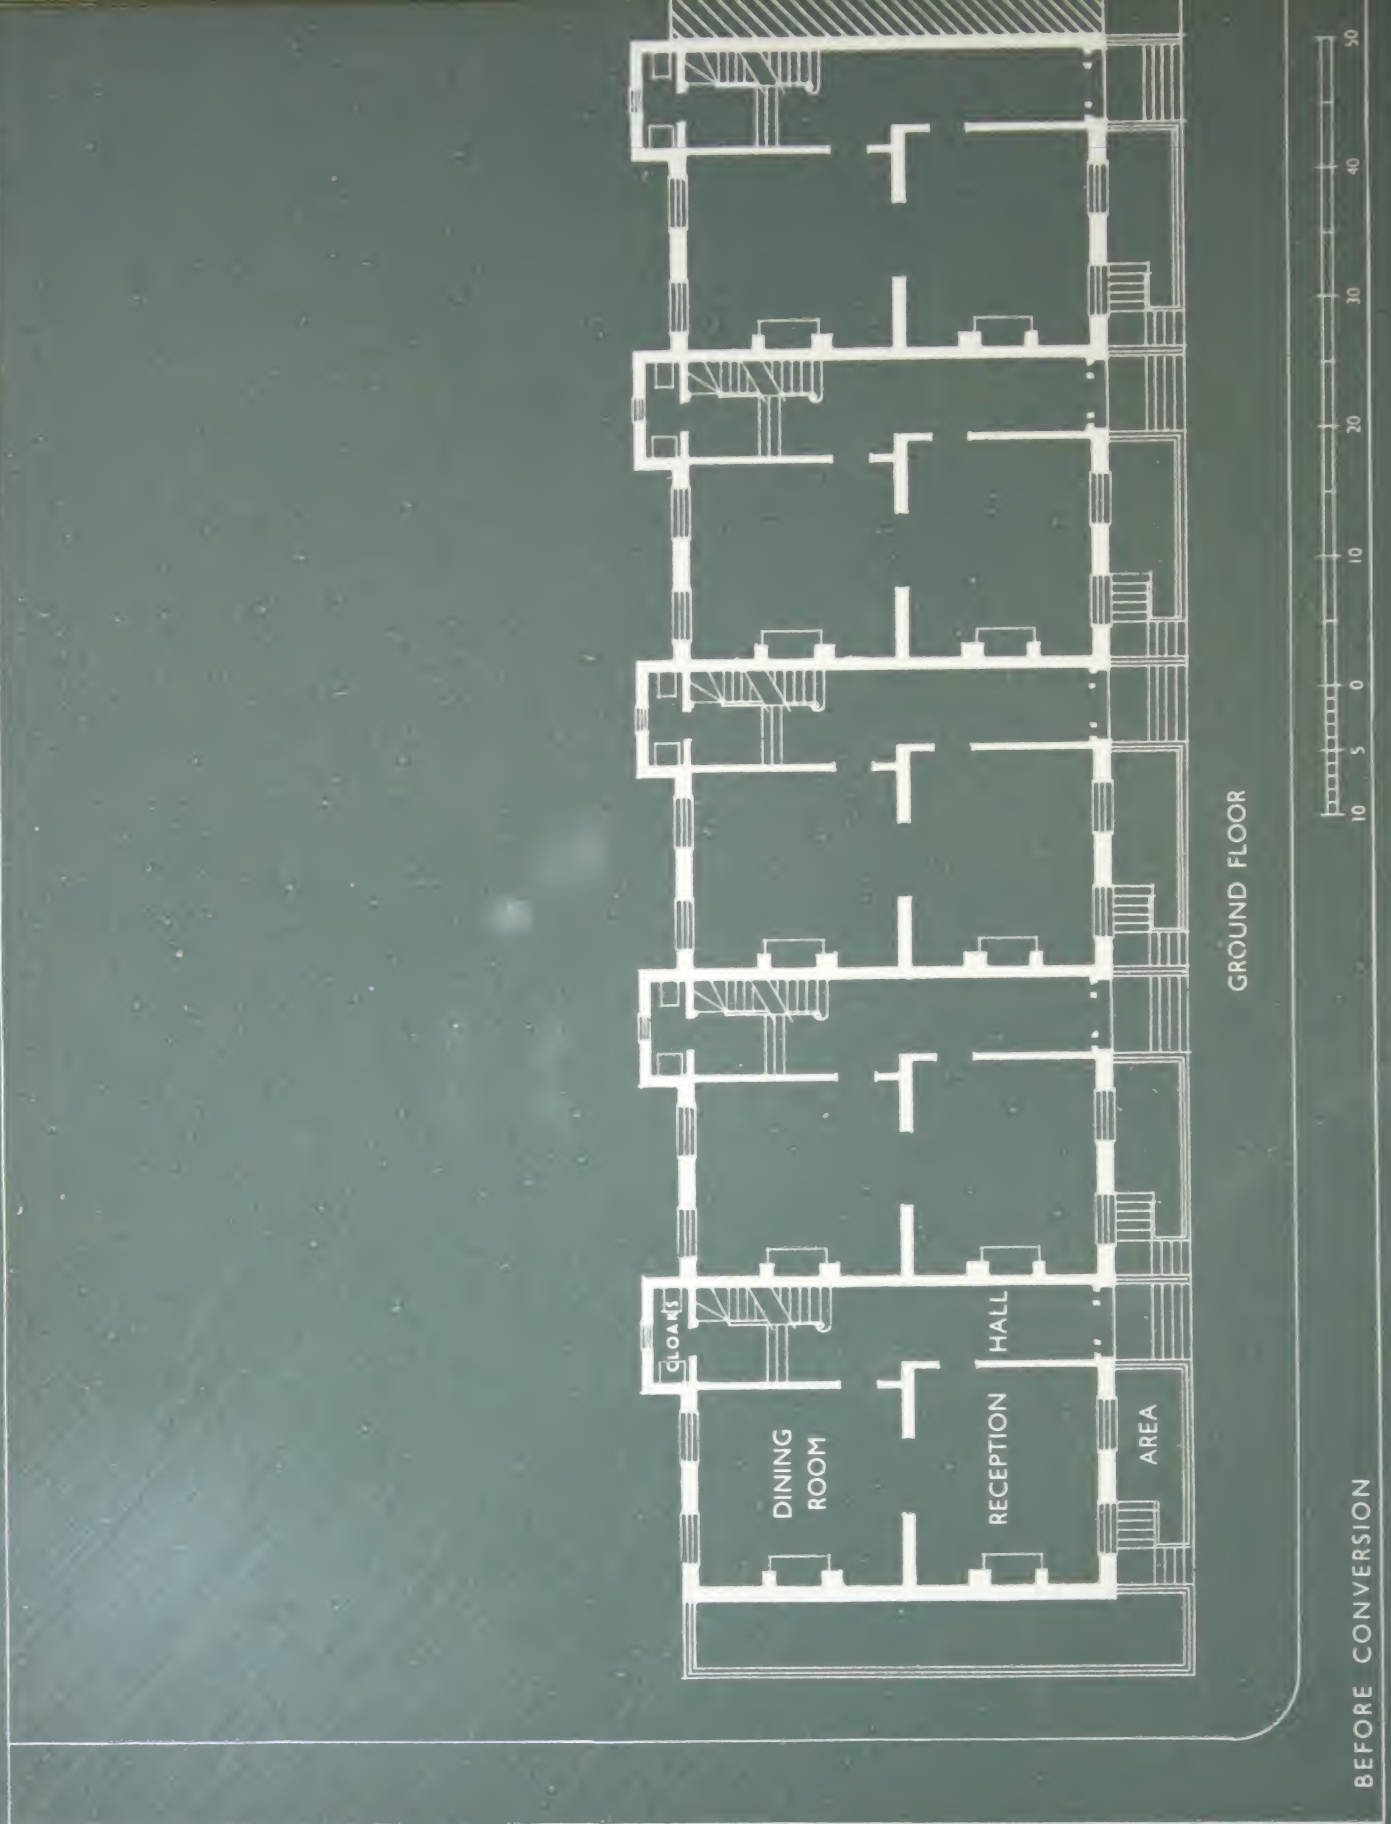 CLOAKS
DINING
ROOM
RECEPTION
HALL
AREA
GROUND FLOOR
10 5 0 10 20 30 40 50
BEFORE CONVERSION